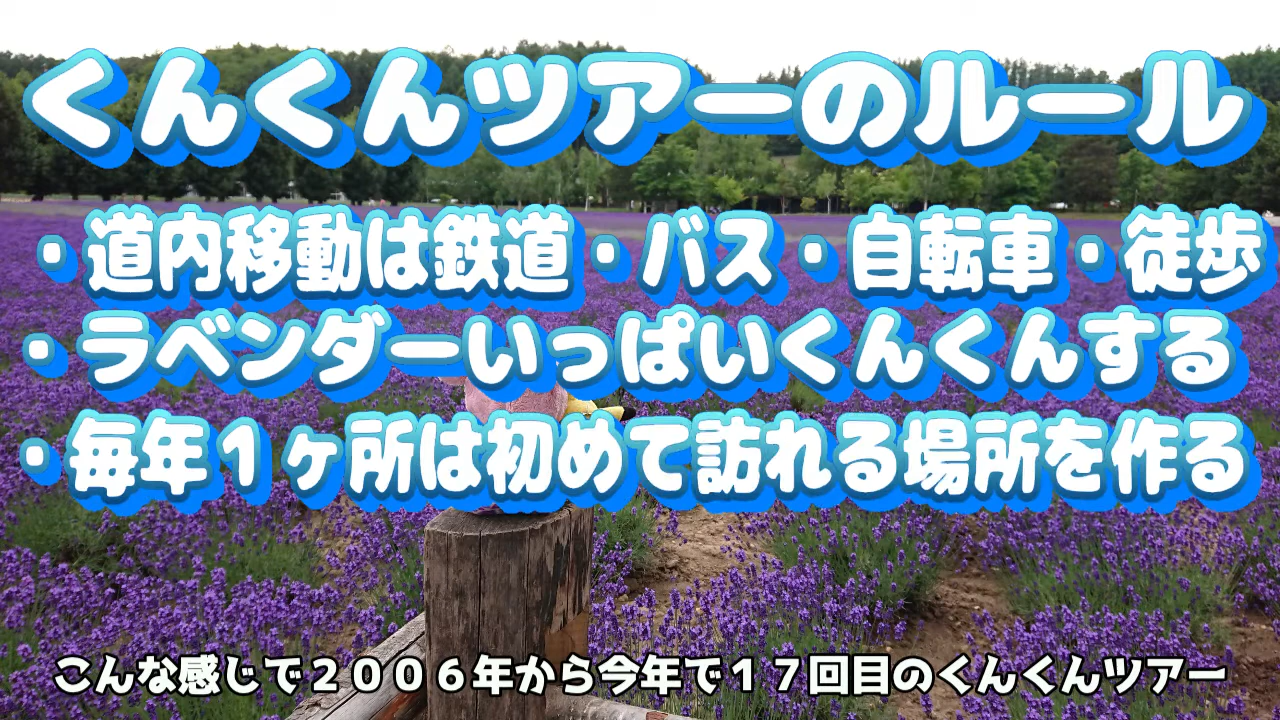 くんくんツアーのルール
・道内移動は鉄道・バス・自転車・徒歩
・ラベンダーいっぱいくんくんする
・毎年１ヶ所は初めて訪れる場所を作る
こんな感じで２００６年から今年で１７回目のくんくんツアー